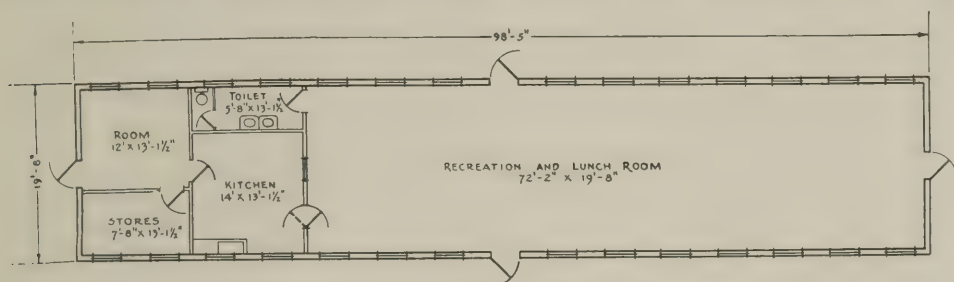 98'-5"
TOILET
5'-8" X 13'-1½"
ROOM
12' X 13'-1½"
19'-8"
RECREATION AND LUNCH ROOM
72'-2" X 19'-8"
KITCHEN
14' X 13'-1½"
STORES
7'-8" X 13'-1½"